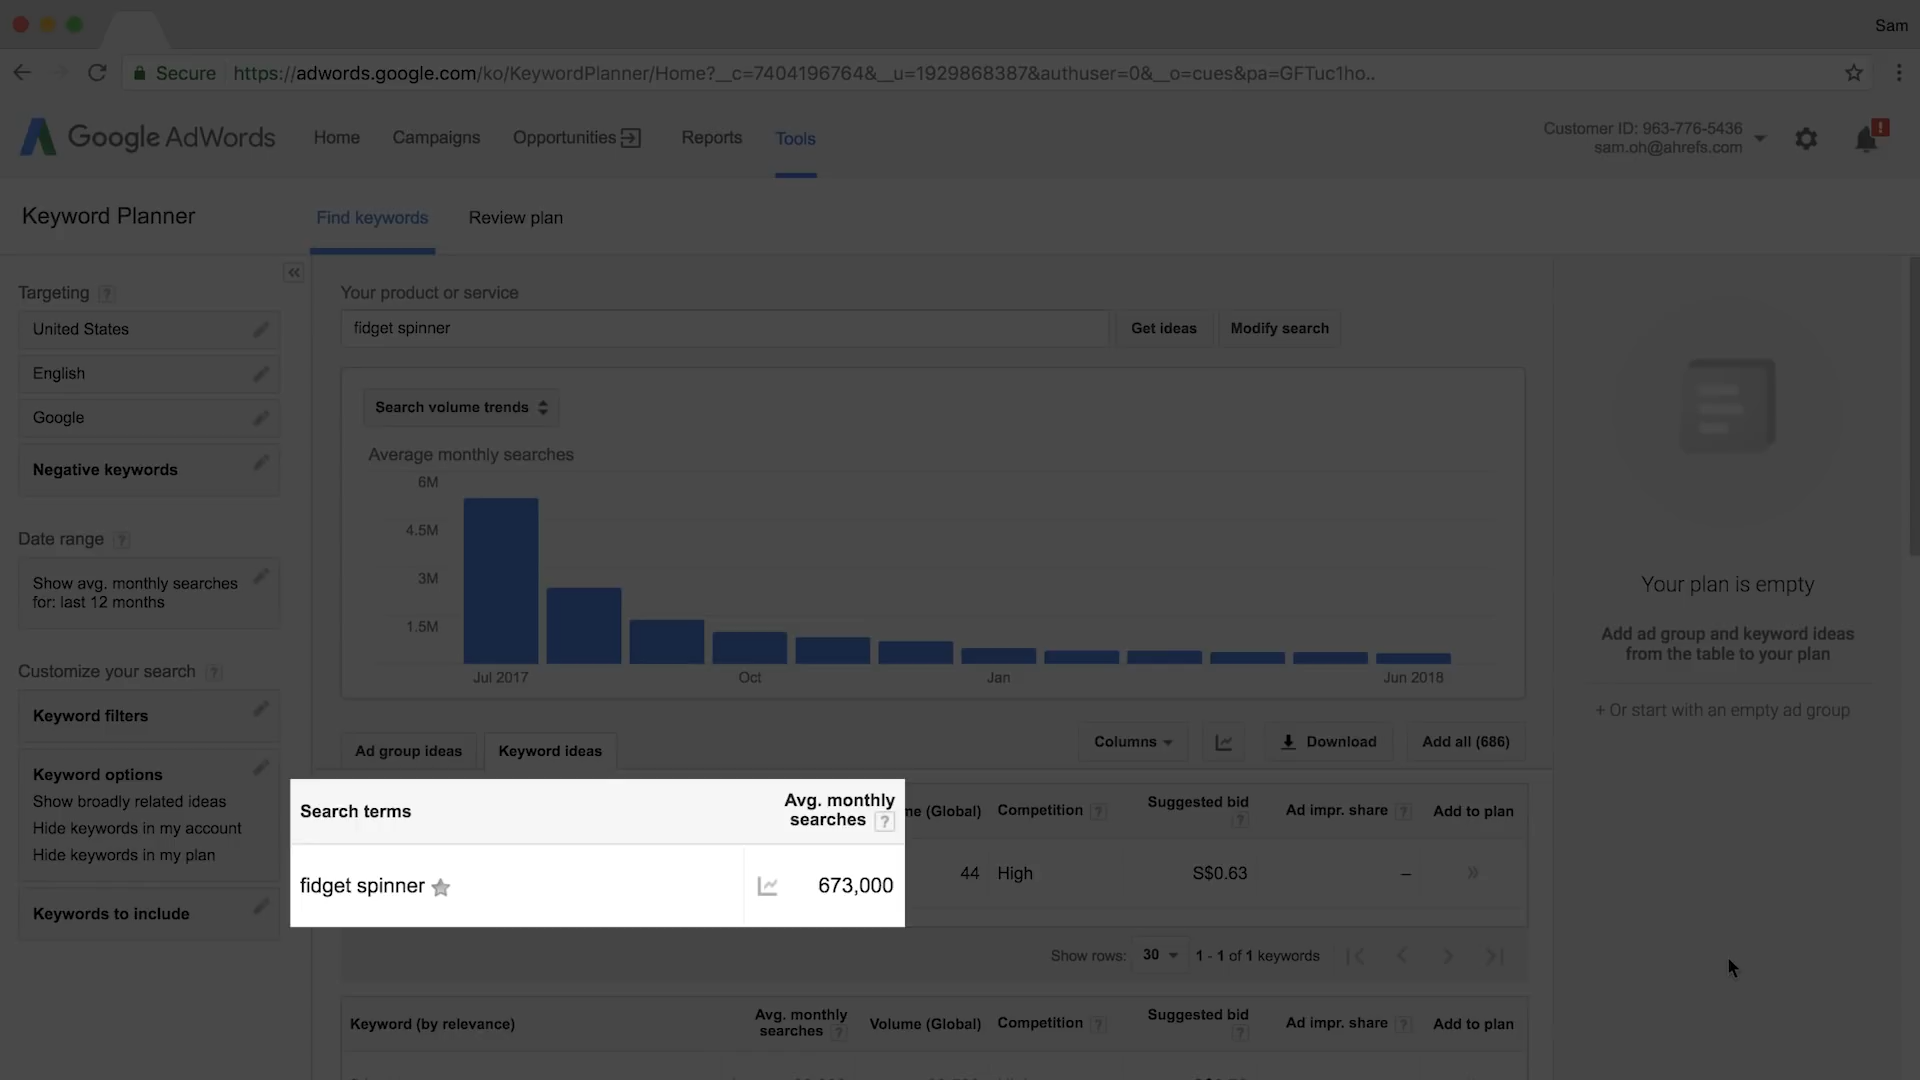 Sam
Secure https://adwords.google.com/ko/KeywordPlanner/Home?__c=7404196764&__u=1929868387&authuser=0&__o=cues&pa=GFTuc1ho..
Google AdWords Home Campaigns Opportunities Reports Tools
Customer ID: 963-776-5436
sam.oh@ahrefs.com
!
Keyword Planner Find keywords Review plan
Targeting ?
United States
English
Google
Negative keywords
Date range ?
Show avg. monthly searches
for: last 12 months
Customize your search ?
Keyword filters
Keyword options
Show broadly related ideas
Hide keywords in my account
Hide keywords in my plan
Keywords to include
Your product or service
fidget spinner Get ideas Modify search
Search volume trends
Average monthly searches
6M
4.5M
3M
1.5M
Jul 2017 Oct Jan Jun 2018
Ad group ideas Keyword ideas Columns Download Add all (686)
Search terms Avg. monthly
searches ? me (Global) Competition ? Suggested bid
? Ad impr. share ? Add to plan
fidget spinner 673,000 44 High S$0.63 – »
Show rows: 30 1 - 1 of 1 keywords
Keyword (by relevance) Avg. monthly
searches ? Volume (Global) Competition ? Suggested bid
? Ad impr. share ? Add to plan
Your plan is empty
Add ad group and keyword ideas
from the table to your plan
+ Or start with an empty ad group